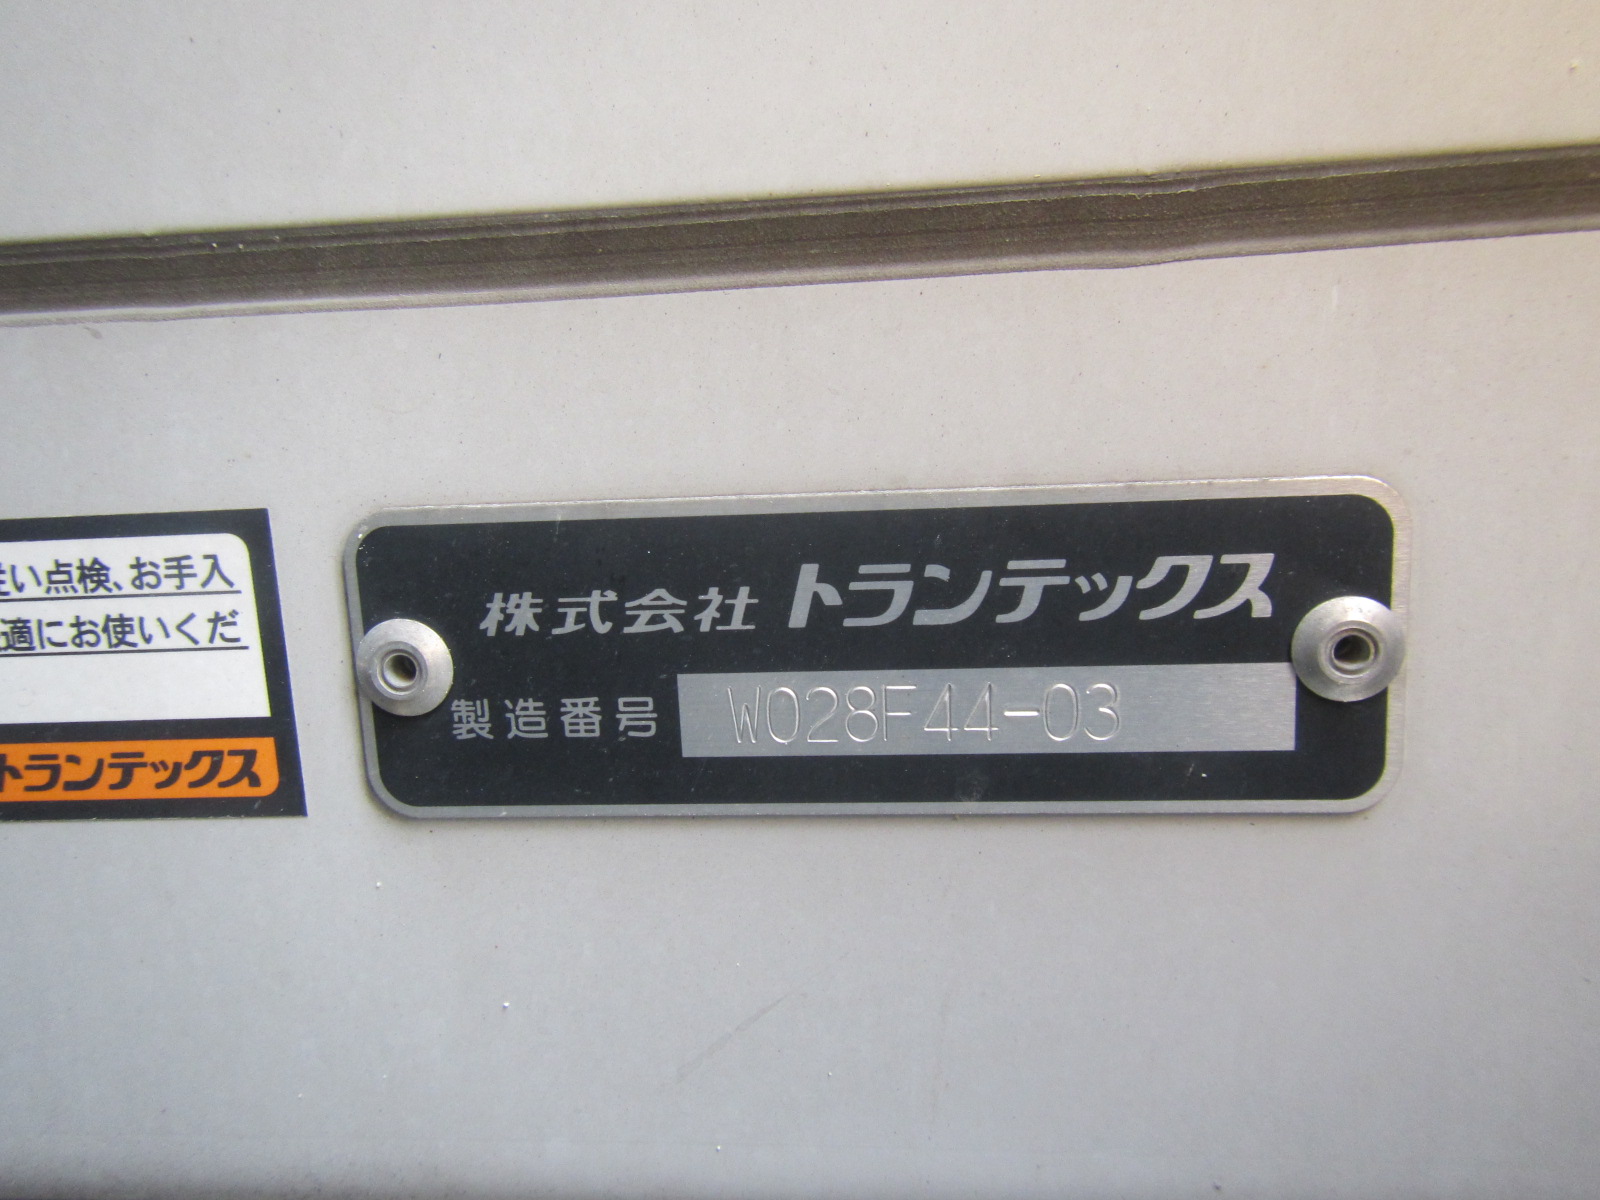 い点検、お手入
適にお使いくだ
トランテックス
株式会社 トランテックス
製造番号 W028F44-03